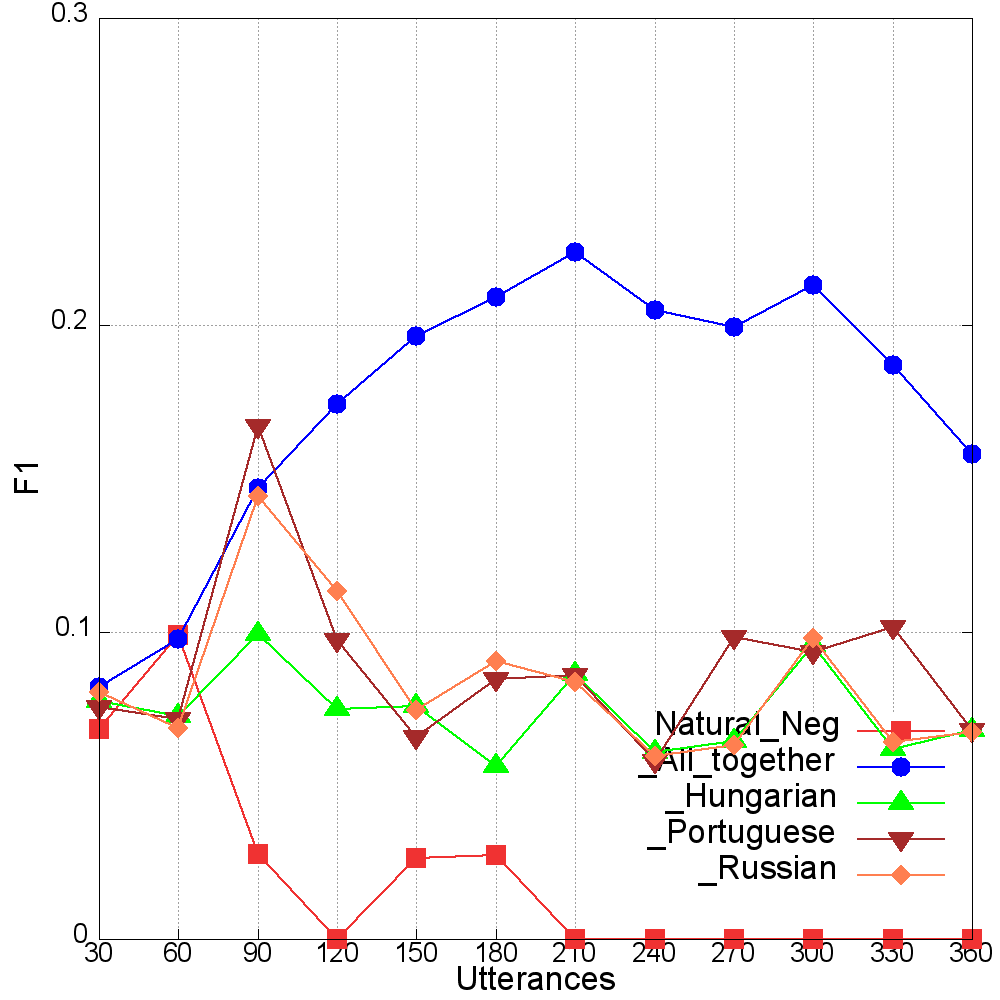 0.3
0.2
0.1
0
F1
30 60 90 120 150 180 210 240 270 300 330 360
Utterances
Natural_Neg
_All_together
_Hungarian
_Portuguese
_Russian